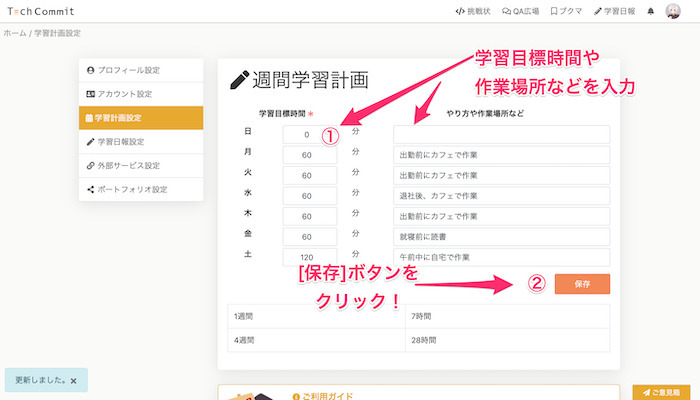 TechCommit
挑戦状
QA広場
ブクマ
学習日報
ホーム / 学習計画設定
プロフィール設定
アカウント設定
学習計画設定
学習日報設定
外部サービス設定
ポートフォリオ設定
週間学習計画
学習目標時間や
作業場所などを入力
学習目標時間 * やり方や作業場所など
①
日 0 分
月 60 分 出勤前にカフェで作業
火 60 分 出勤前にカフェで作業
水 60 分 退社後、カフェで作業
木 60 分 出勤前にカフェで作業
金 60 分 就寝前に読書
土 120 分 午前中に自宅で作業
[保存]ボタンを
クリック！
② 保存
1週間 7時間
4週間 28時間
更新しました。×
ご利用ガイド
ご意見箱